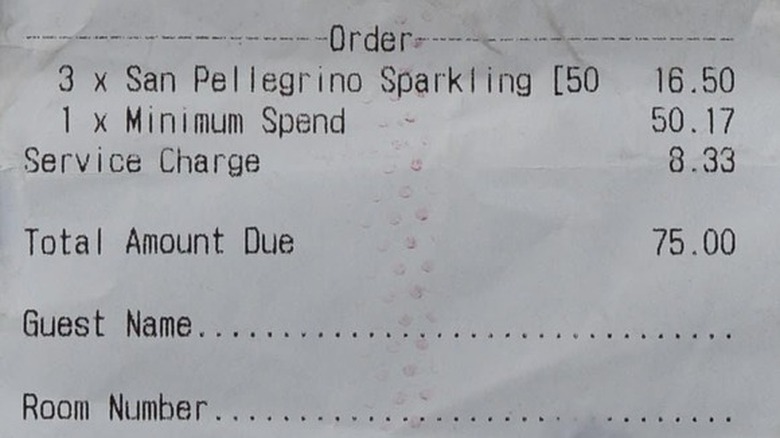 Order
3 x San Pellegrino Sparkling [50 16.50
1 x Minimum Spend 50.17
Service Charge 8.33
Total Amount Due 75.00
Guest Name................................
Room Number...............................